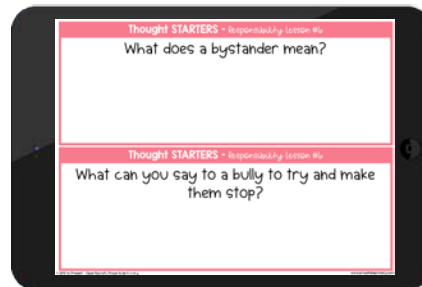 Thought STARTERS - Responsibility Lesson #6
What does a bystander mean?
Thought STARTERS - Responsibility Lesson #6
What can you say to a bully to try and make
them stop?